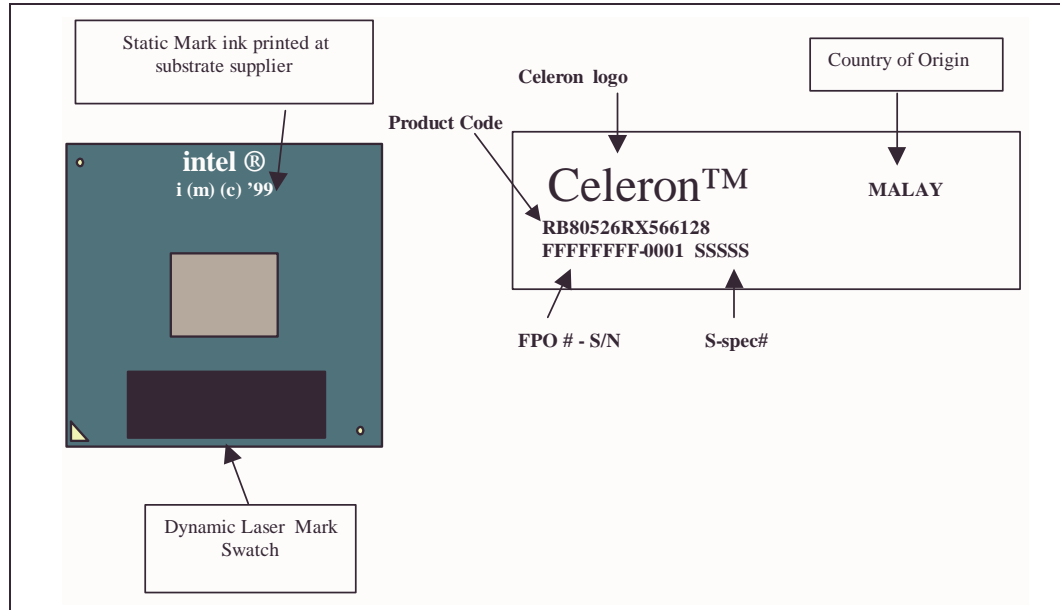 Static Mark ink printed at
substrate supplier
intel ®
i (m) (c) ’99
Dynamic Laser Mark
Swatch
Celeron logo
Country of Origin
Product Code
Celeron™
MALAY
RB80526RX566128
FFFFFFFF-0001 SSSSS
FPO # - S/N
S-spec#